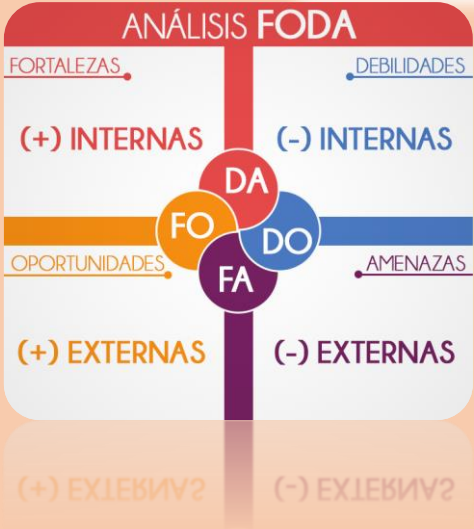 ANÁLISIS FODA
FORTALEZAS
DEBILIDADES
(+) INTERNAS
(-) INTERNAS
DA
FO
DO
FA
OPORTUNIDADES
AMENAZAS
(+) EXTERNAS
(-) EXTERNAS